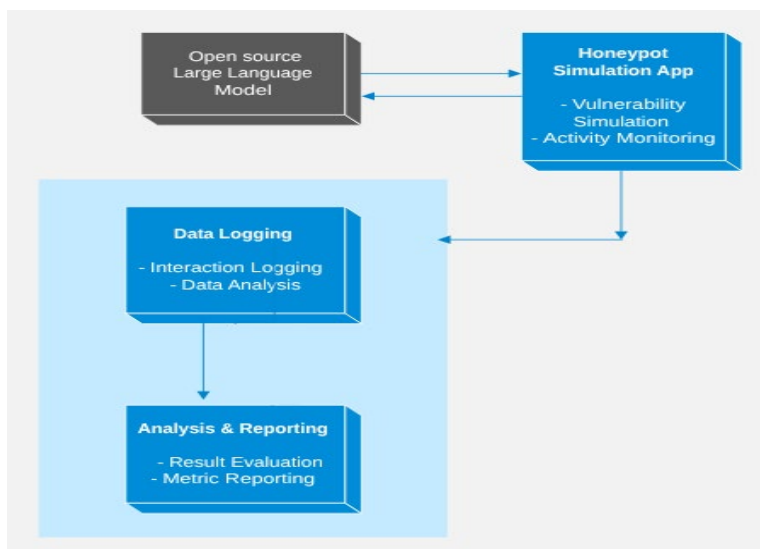 Open source
Large Language
Model
Honeypot
Simulation App
- Vulnerability
Simulation
- Activity Monitoring
Data Logging
- Interaction Logging
- Data Analysis
Analysis & Reporting
- Result Evaluation
- Metric Reporting